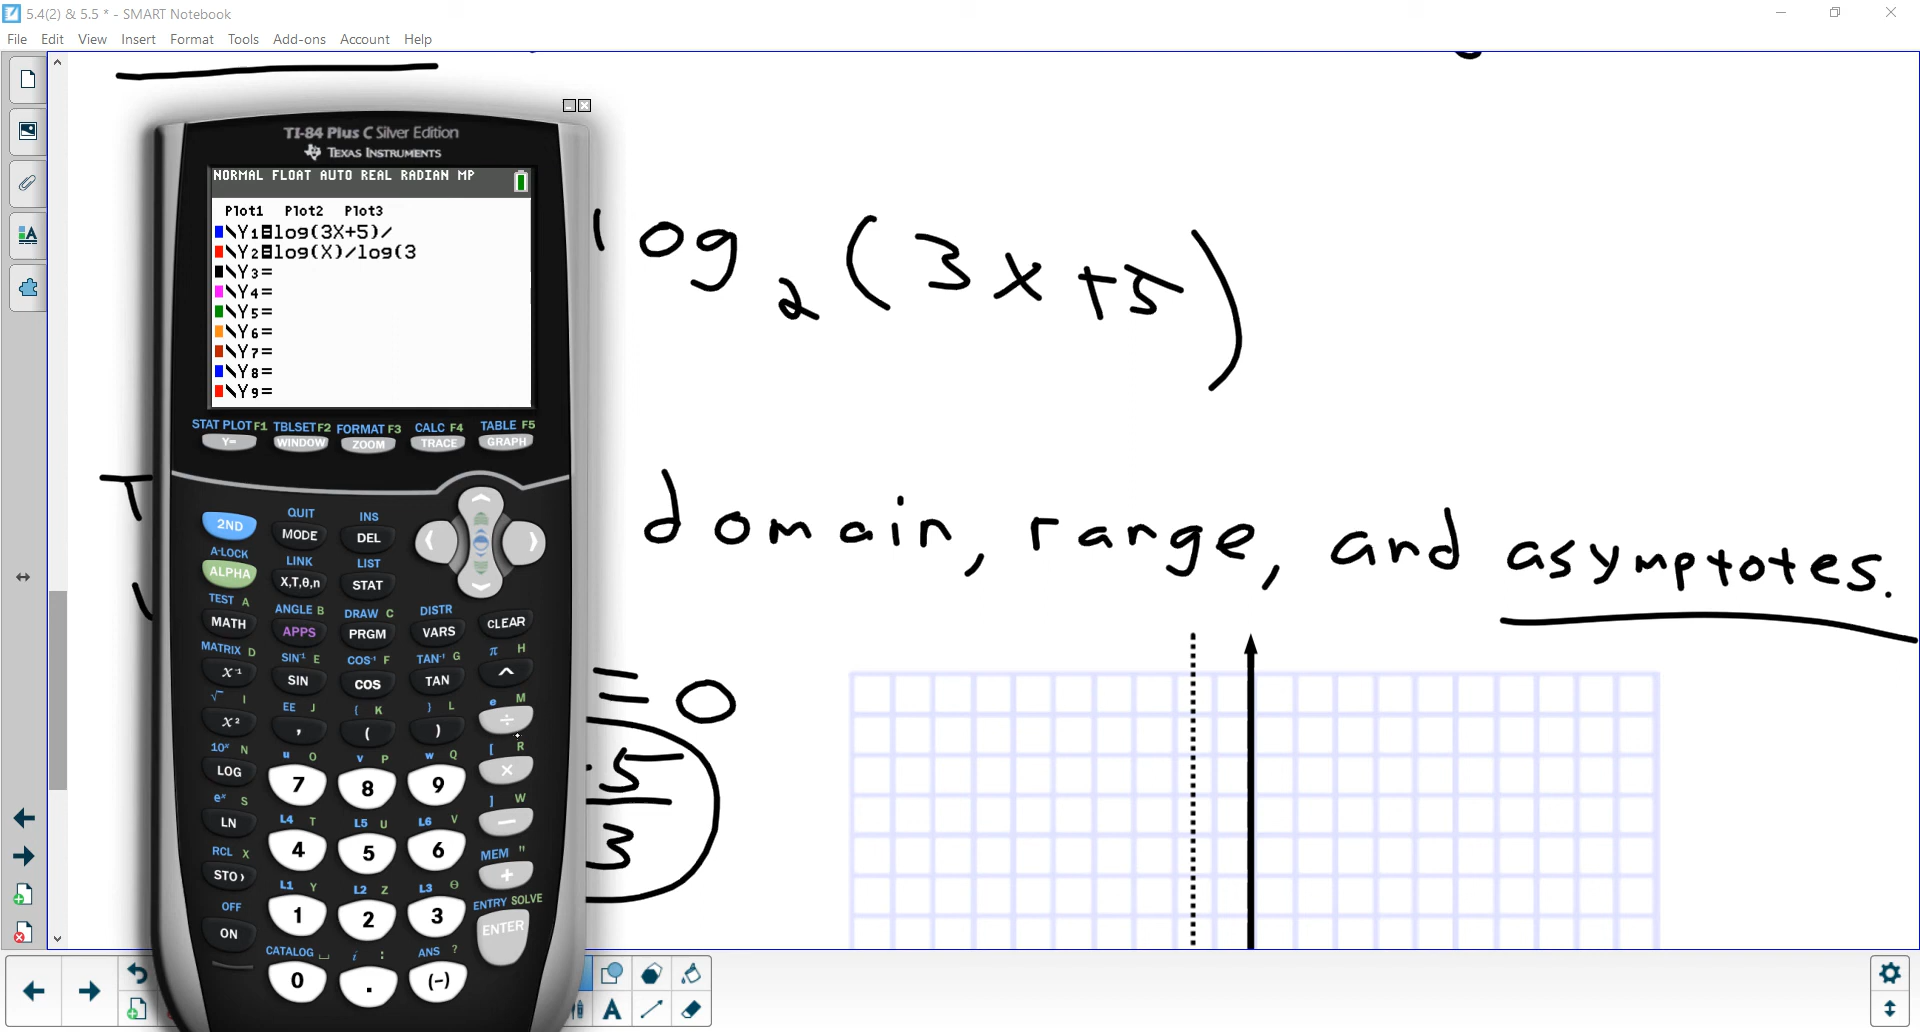 5.4(2) & 5.5 * - SMART Notebook
File Edit View Insert Format Tools Add-ons Account Help
TI-84 Plus C Silver Edition
TEXAS INSTRUMENTS
NORMAL FLOAT AUTO REAL RADIAN MP
Plot1 Plot2 Plot3
\Y1=log(3X+5)/
\Y2=log(X)/log(3
\Y3=
\Y4=
\Y5=
\Y6=
\Y7=
\Y8=
\Y9=
log2(3x+5)
STAT PLOT F1 TBLSET F2 FORMAT F3 CALC F4 TABLE F5
Y= WINDOW ZOOM TRACE GRAPH
domain, range, and asymptotes.
QUIT INS
2ND MODE DEL
A-LOCK LINK LIST
ALPHA X,T,θ,n STAT
TEST A ANGLE B DRAW C DISTR
MATH APPS PRGM VARS CLEAR
MATRIX D SIN⁻¹ E COS⁻¹ F TAN⁻¹ G π H
X⁻¹ SIN COS TAN ^
√ I EE J { K } L e M
X² , ( ) ÷
= 0
10ˣ N u O v P w Q [ R
LOG 7 8 9 ×
-5
3
eˣ S L4 T L5 U L6 V ] W
LN 4 5 6 −
RCL X L1 Y L2 Z L3 θ MEM "
STO› 1 2 3 +
OFF ENTRY SOLVE
ON ENTER
CATALOG i : ANS ?
0 . (-)
A